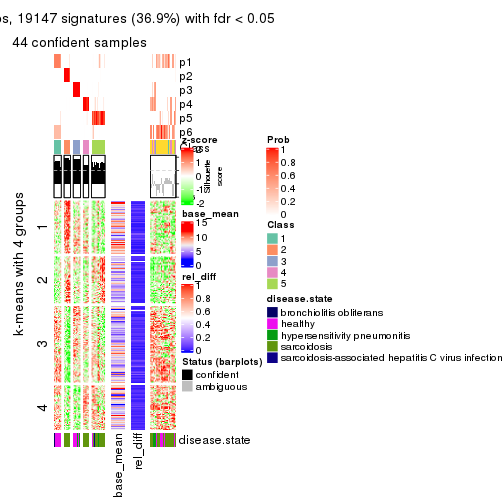 s, 19147 signatures (36.9%) with fdr < 0.05
44 confident samples
p1
p2
p3
p4
p5
p6
z-score
Class
2
-2
Silhouette
score
base_mean
15
10
5
0
rel_diff
1
0.8
0.6
0.4
0.2
0
Status (barplots)
confident
ambiguous
Prob
1
0.8
0.6
0.4
0.2
0
Class
1
2
3
4
5
disease.state
bronchiolitis obliterans
healthy
hypersensitivity pneumonitis
sarcoidosis
sarcoidosis-associated hepatitis C virus infection
k-means with 4 groups
1
2
3
4
disease.state
base_mean
rel_diff